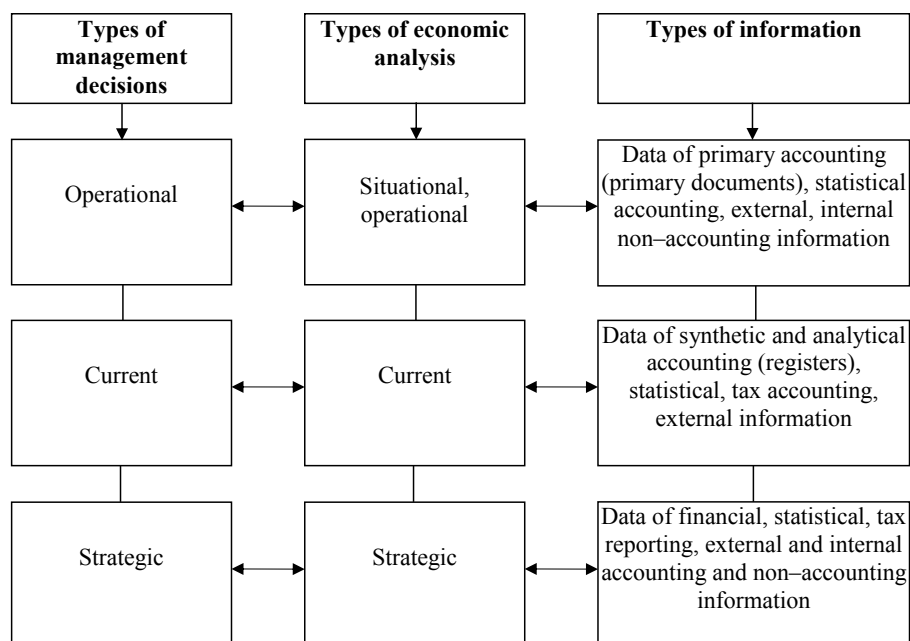 Types of
management
decisions
Types of economic
analysis
Types of information
Operational
Situational,
operational
Data of primary accounting
(primary documents), statistical
accounting, external, internal
non–accounting information
Current
Current
Data of synthetic and analytical
accounting (registers),
statistical, tax accounting,
external information
Strategic
Strategic
Data of financial, statistical, tax
reporting, external and internal
accounting and non–accounting
information